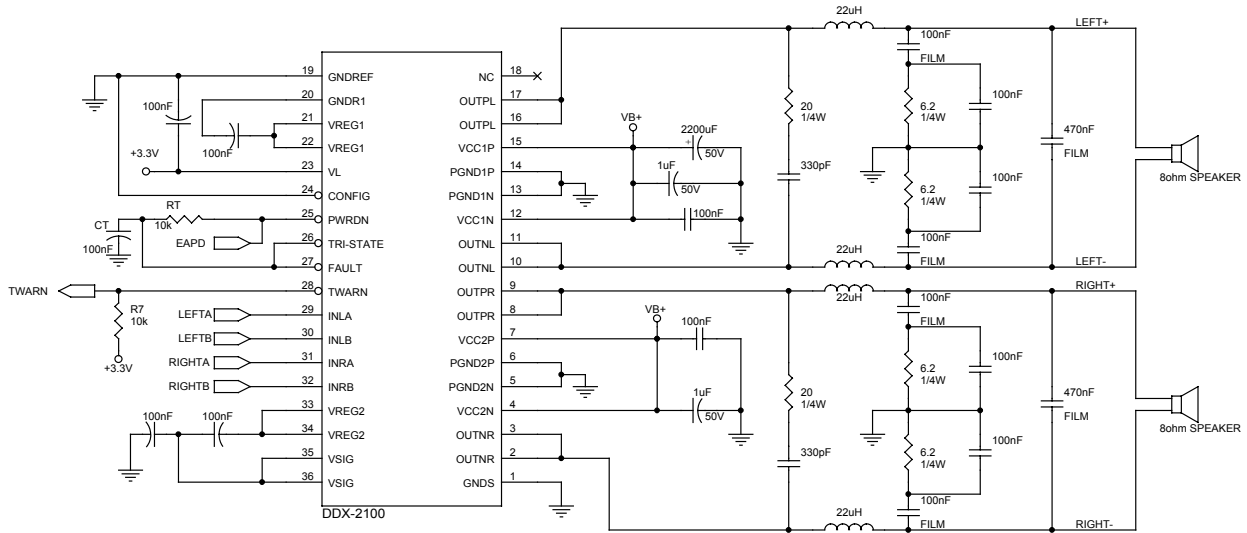 22uH
LEFT+
100nF
FILM
19 GNDREF
NC 18
20 GNDR1
OUTPL 17
100nF
21 VREG1
OUTPL 16
100nF
22 VREG1
VCC1P 15
+3.3V
23 VL
PGND1P 14
24 CONFIG
PGND1N 13
RT
10k
25 PWRDN
VCC1N 12
CT
100nF
EAPD
26 TRI-STATE
OUTNL 11
27 FAULT
OUTNL 10
TWARN
28 TWARN
OUTPR 9
R7
10k
+3.3V
LEFTA
29 INLA
OUTPR 8
LEFTB
30 INLB
VCC2P 7
RIGHTA
31 INRA
PGND2P 6
RIGHTB
32 INRB
PGND2N 5
100nF
100nF
33 VREG2
VCC2N 4
34 VREG2
OUTNR 3
35 VSIG
OUTNR 2
36 VSIG
GNDS 1
DDX-2100
VB+
2200uF
+
50V
1uF
50V
100nF
20
1/4W
330pF
6.2
1/4W
100nF
470nF
FILM
8ohm SPEAKER
6.2
1/4W
100nF
100nF
FILM
22uH
LEFT-
22uH
RIGHT+
VB+
100nF
1uF
50V
20
1/4W
330pF
100nF
FILM
6.2
1/4W
100nF
470nF
FILM
8ohm SPEAKER
6.2
1/4W
100nF
100nF
FILM
22uH
RIGHT-